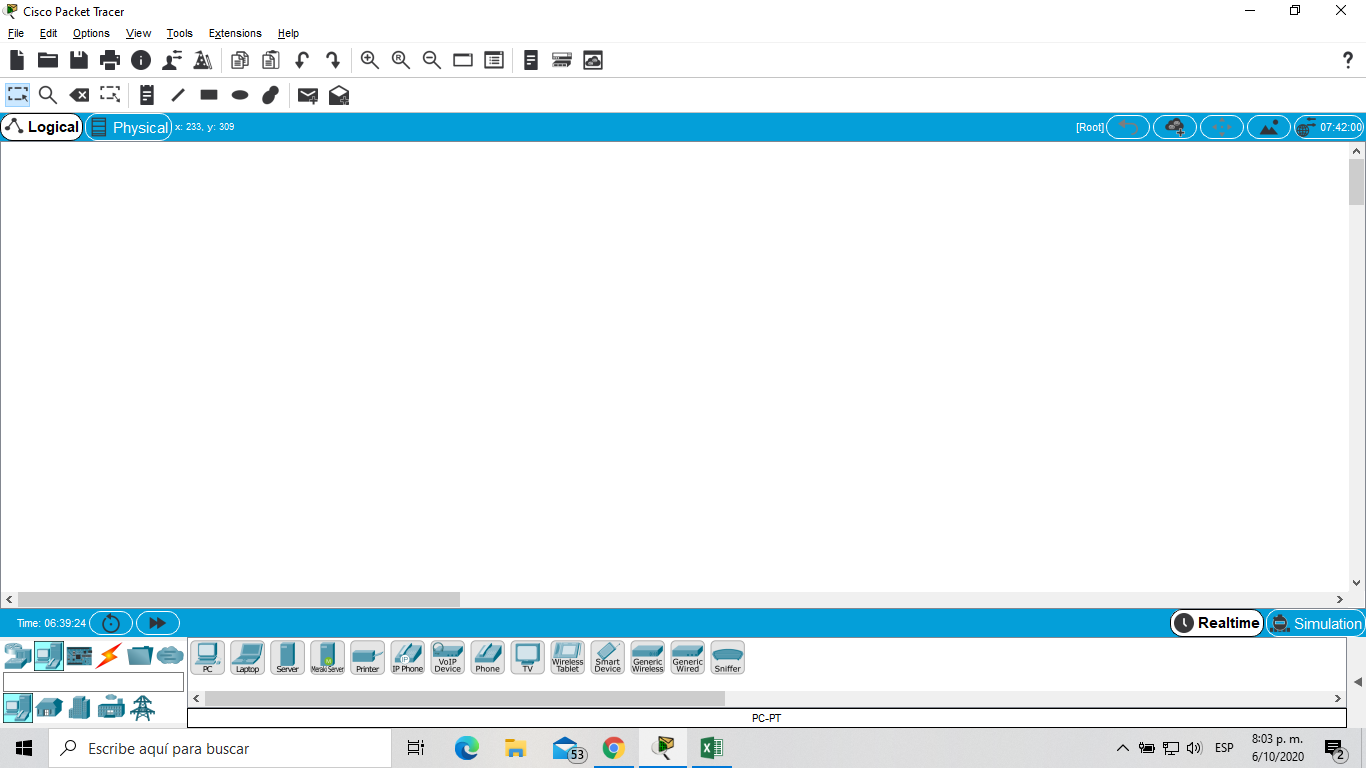 Cisco Packet Tracer
File Edit Options View Tools Extensions Help
Logical Physical x: 233, y: 309 [Root] 07:42:00
Time: 06:39:24 Realtime Simulation
PC Laptop Server Meraki Server Printer IP Phone VoIP Device Phone TV Wireless Tablet Smart Device Generic Wireless Generic Wired Sniffer
PC-PT
Escribe aquí para buscar 53 ESP 8:03 p. m.
6/10/2020 2